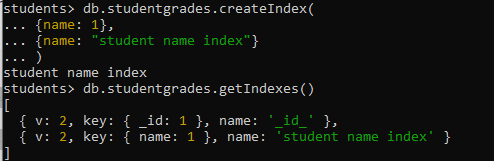 students> db.studentgrades.createIndex(
... {name: 1},
... {name: "student name index"}
... )
student name index
students> db.studentgrades.getIndexes()
[
  { v: 2, key: { _id: 1 }, name: '_id_' },
  { v: 2, key: { name: 1 }, name: 'student name index' }
]